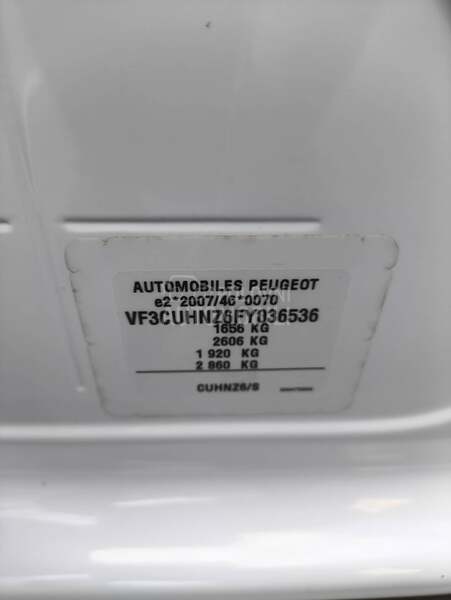 AUTOMOBILES PEUGEOT
e2*2007/46*0070
VF3CUHNZ6FY036536
1656 KG
2606 KG
1 920 KG
2 860 KG
CUHNZ6/S